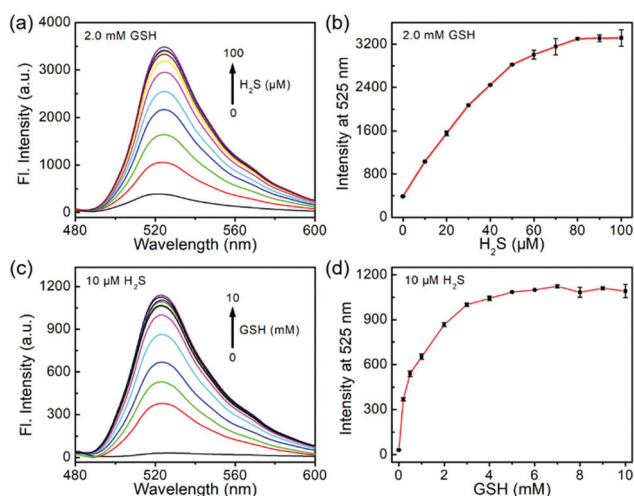 (a)
2.0 mM GSH
100
H₂S (μM)
0
Fl. Intensity (a.u.)
4000
3000
2000
1000
0
480 520 560 600
Wavelength (nm)
(b)
2.0 mM GSH
Intensity at 525 nm
3200
2400
1600
800
0
0 20 40 60 80 100
H₂S (μM)
(c)
10 μM H₂S
10
GSH (mM)
0
Fl. Intensity (a.u.)
1200
900
600
300
0
480 520 560 600
Wavelength (nm)
(d)
10 μM H₂S
Intensity at 525 nm
1200
900
600
300
0
0 2 4 6 8 10
GSH (mM)